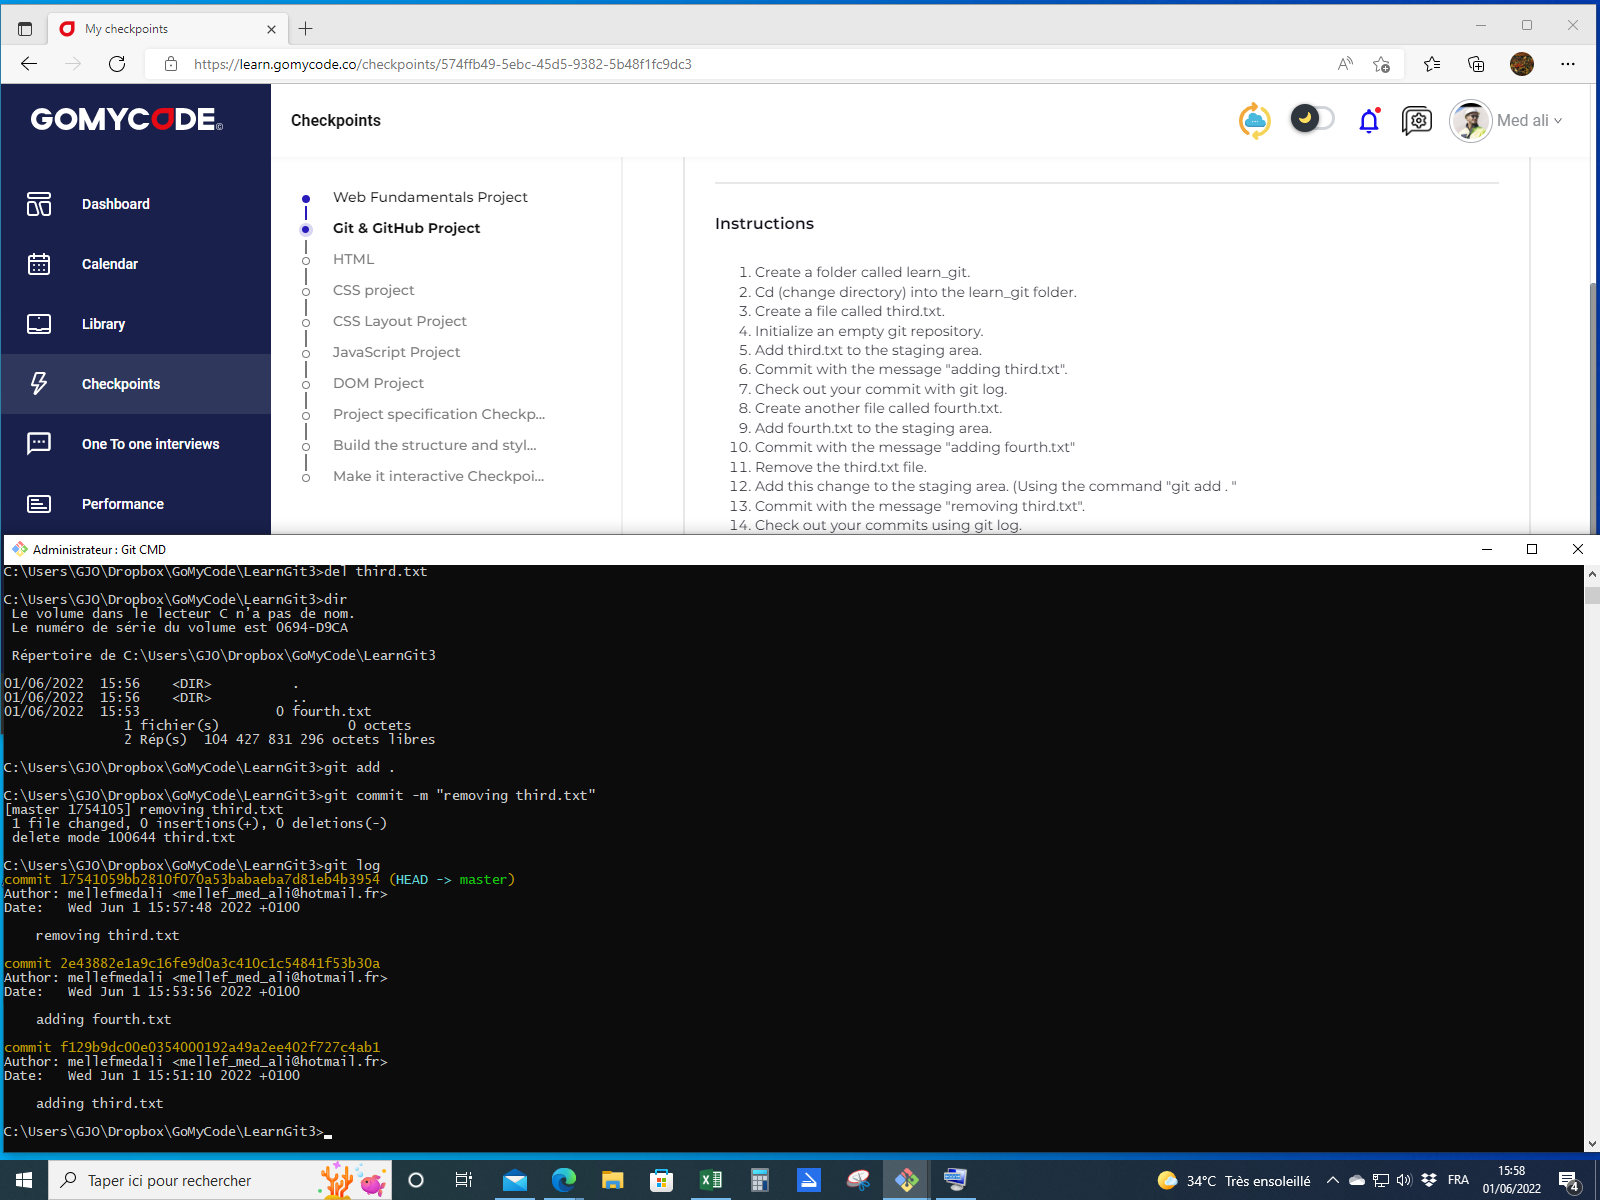 My checkpoints
https://learn.gomycode.co/checkpoints/574ffb49-5ebc-45d5-9382-5b48f1fc9dc3
GOMYCODE
Checkpoints
Med ali
Dashboard
Calendar
Library
Checkpoints
One To one interviews
Performance
Web Fundamentals Project
Git & GitHub Project
HTML
CSS project
CSS Layout Project
JavaScript Project
DOM Project
Project specification Checkp...
Build the structure and styl...
Make it interactive Checkpoi...
Instructions
1. Create a folder called learn_git.
2. Cd (change directory) into the learn_git folder.
3. Create a file called third.txt.
4. Initialize an empty git repository.
5. Add third.txt to the staging area.
6. Commit with the message "adding third.txt".
7. Check out your commit with git log.
8. Create another file called fourth.txt.
9. Add fourth.txt to the staging area.
10. Commit with the message "adding fourth.txt"
11. Remove the third.txt file.
12. Add this change to the staging area. (Using the command "git add . "
13. Commit with the message "removing third.txt".
14. Check out your commits using git log.
Administrateur : Git CMD
C:\Users\GJO\Dropbox\GoMyCode\LearnGit3>del third.txt
C:\Users\GJO\Dropbox\GoMyCode\LearnGit3>dir
Le volume dans le lecteur C n'a pas de nom.
Le numéro de série du volume est 0694-D9CA
Répertoire de C:\Users\GJO\Dropbox\GoMyCode\LearnGit3
01/06/2022  15:56    <DIR>          .
01/06/2022  15:56    <DIR>          ..
01/06/2022  15:53                 0 fourth.txt
1 fichier(s)                0 octets
2 Rép(s)  104 427 831 296 octets libres
C:\Users\GJO\Dropbox\GoMyCode\LearnGit3>git add .
C:\Users\GJO\Dropbox\GoMyCode\LearnGit3>git commit -m "removing third.txt"
[master 1754105] removing third.txt
1 file changed, 0 insertions(+), 0 deletions(-)
delete mode 100644 third.txt
C:\Users\GJO\Dropbox\GoMyCode\LearnGit3>git log
commit 17541059bb2810f070a53babaeba7d81eb4b3954 (HEAD -> master)
Author: mellefmedali <mellef_med_ali@hotmail.fr>
Date:   Wed Jun 1 15:57:48 2022 +0100
removing third.txt
commit 2e43882e1a9c16fe9d0a3c410c1c54841f53b30a
Author: mellefmedali <mellef_med_ali@hotmail.fr>
Date:   Wed Jun 1 15:53:56 2022 +0100
adding fourth.txt
commit f129b9dc00e0354000192a49a2ee402f727c4ab1
Author: mellefmedali <mellef_med_ali@hotmail.fr>
Date:   Wed Jun 1 15:51:10 2022 +0100
adding third.txt
C:\Users\GJO\Dropbox\GoMyCode\LearnGit3>
Taper ici pour rechercher
34°C Très ensoleillé
FRA
15:58
01/06/2022
4